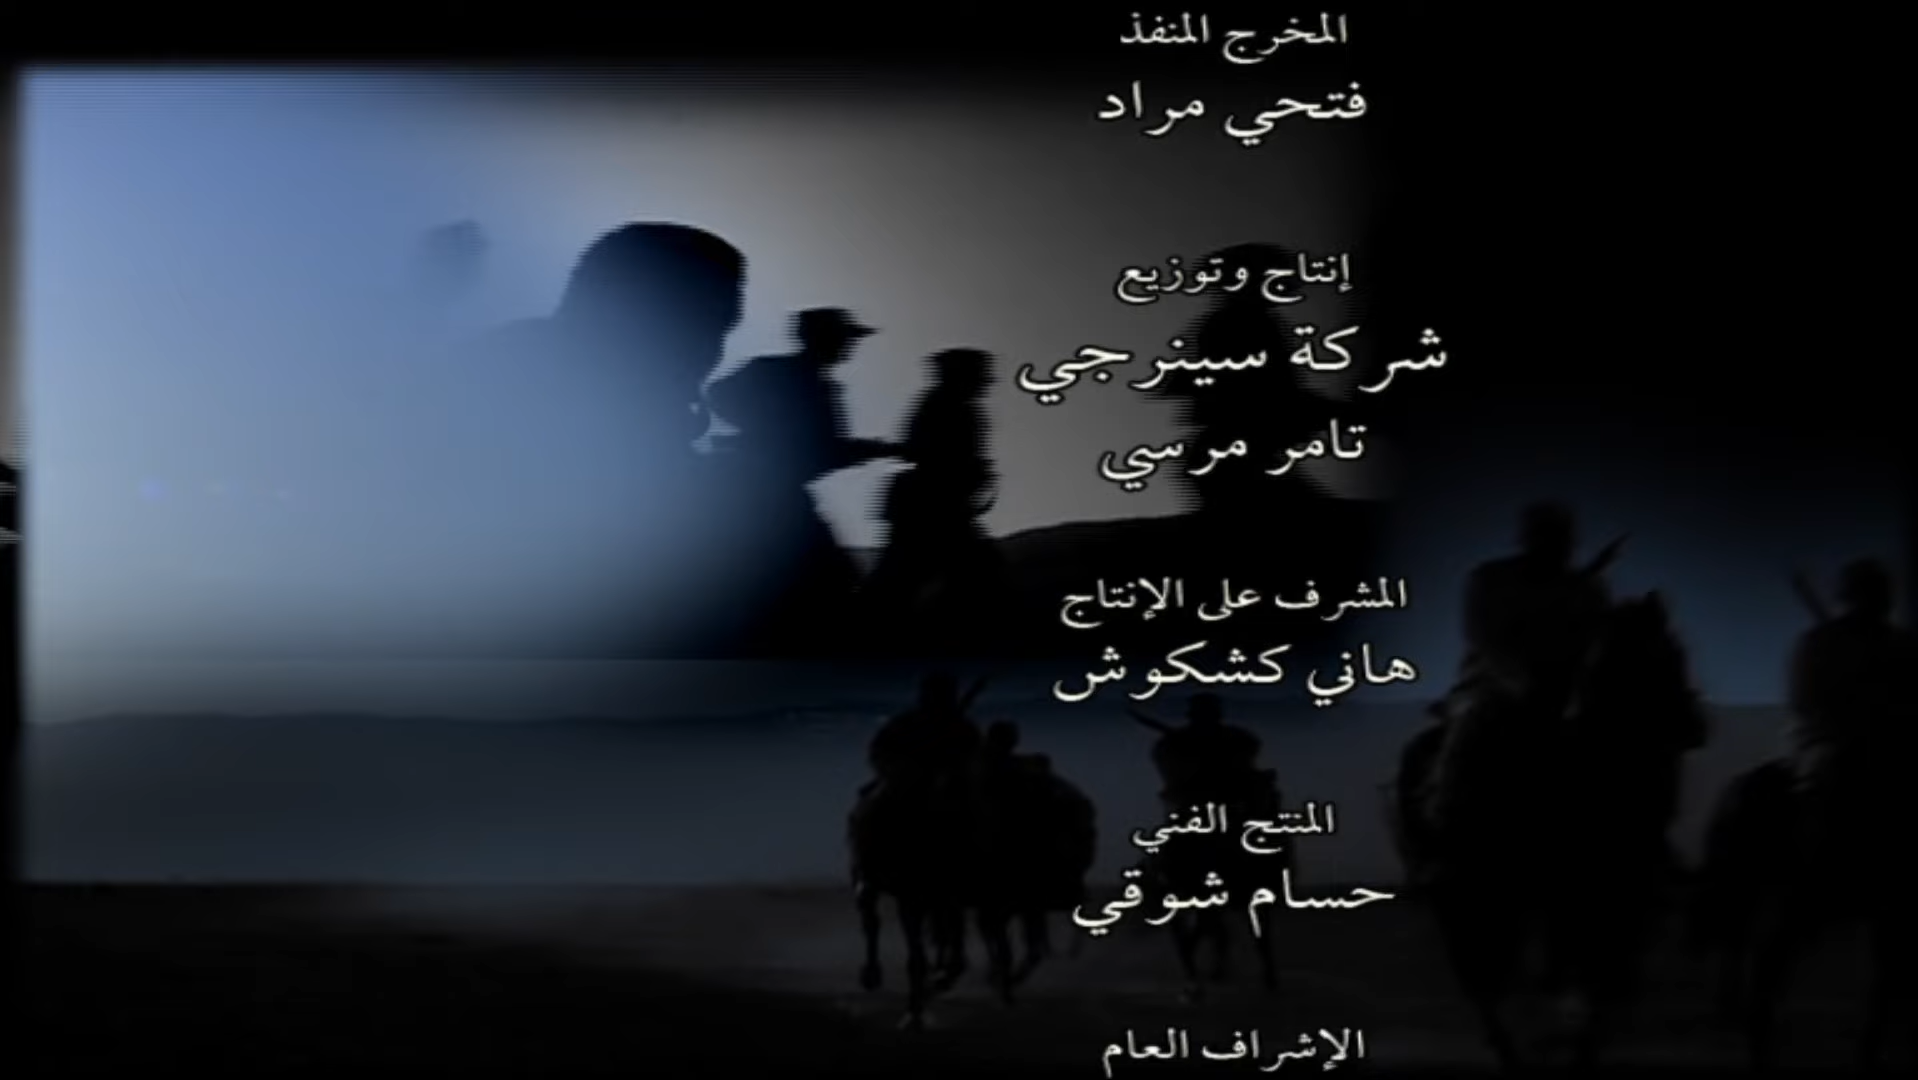 المخرج المنفذ
فتحي مراد
إنتاج وتوزيع
شركة سينرجي
تامر مرسي
المشرف على الإنتاج
هاني كشكوش
المنتج الفني
حسام شوقي
الإشراف العام